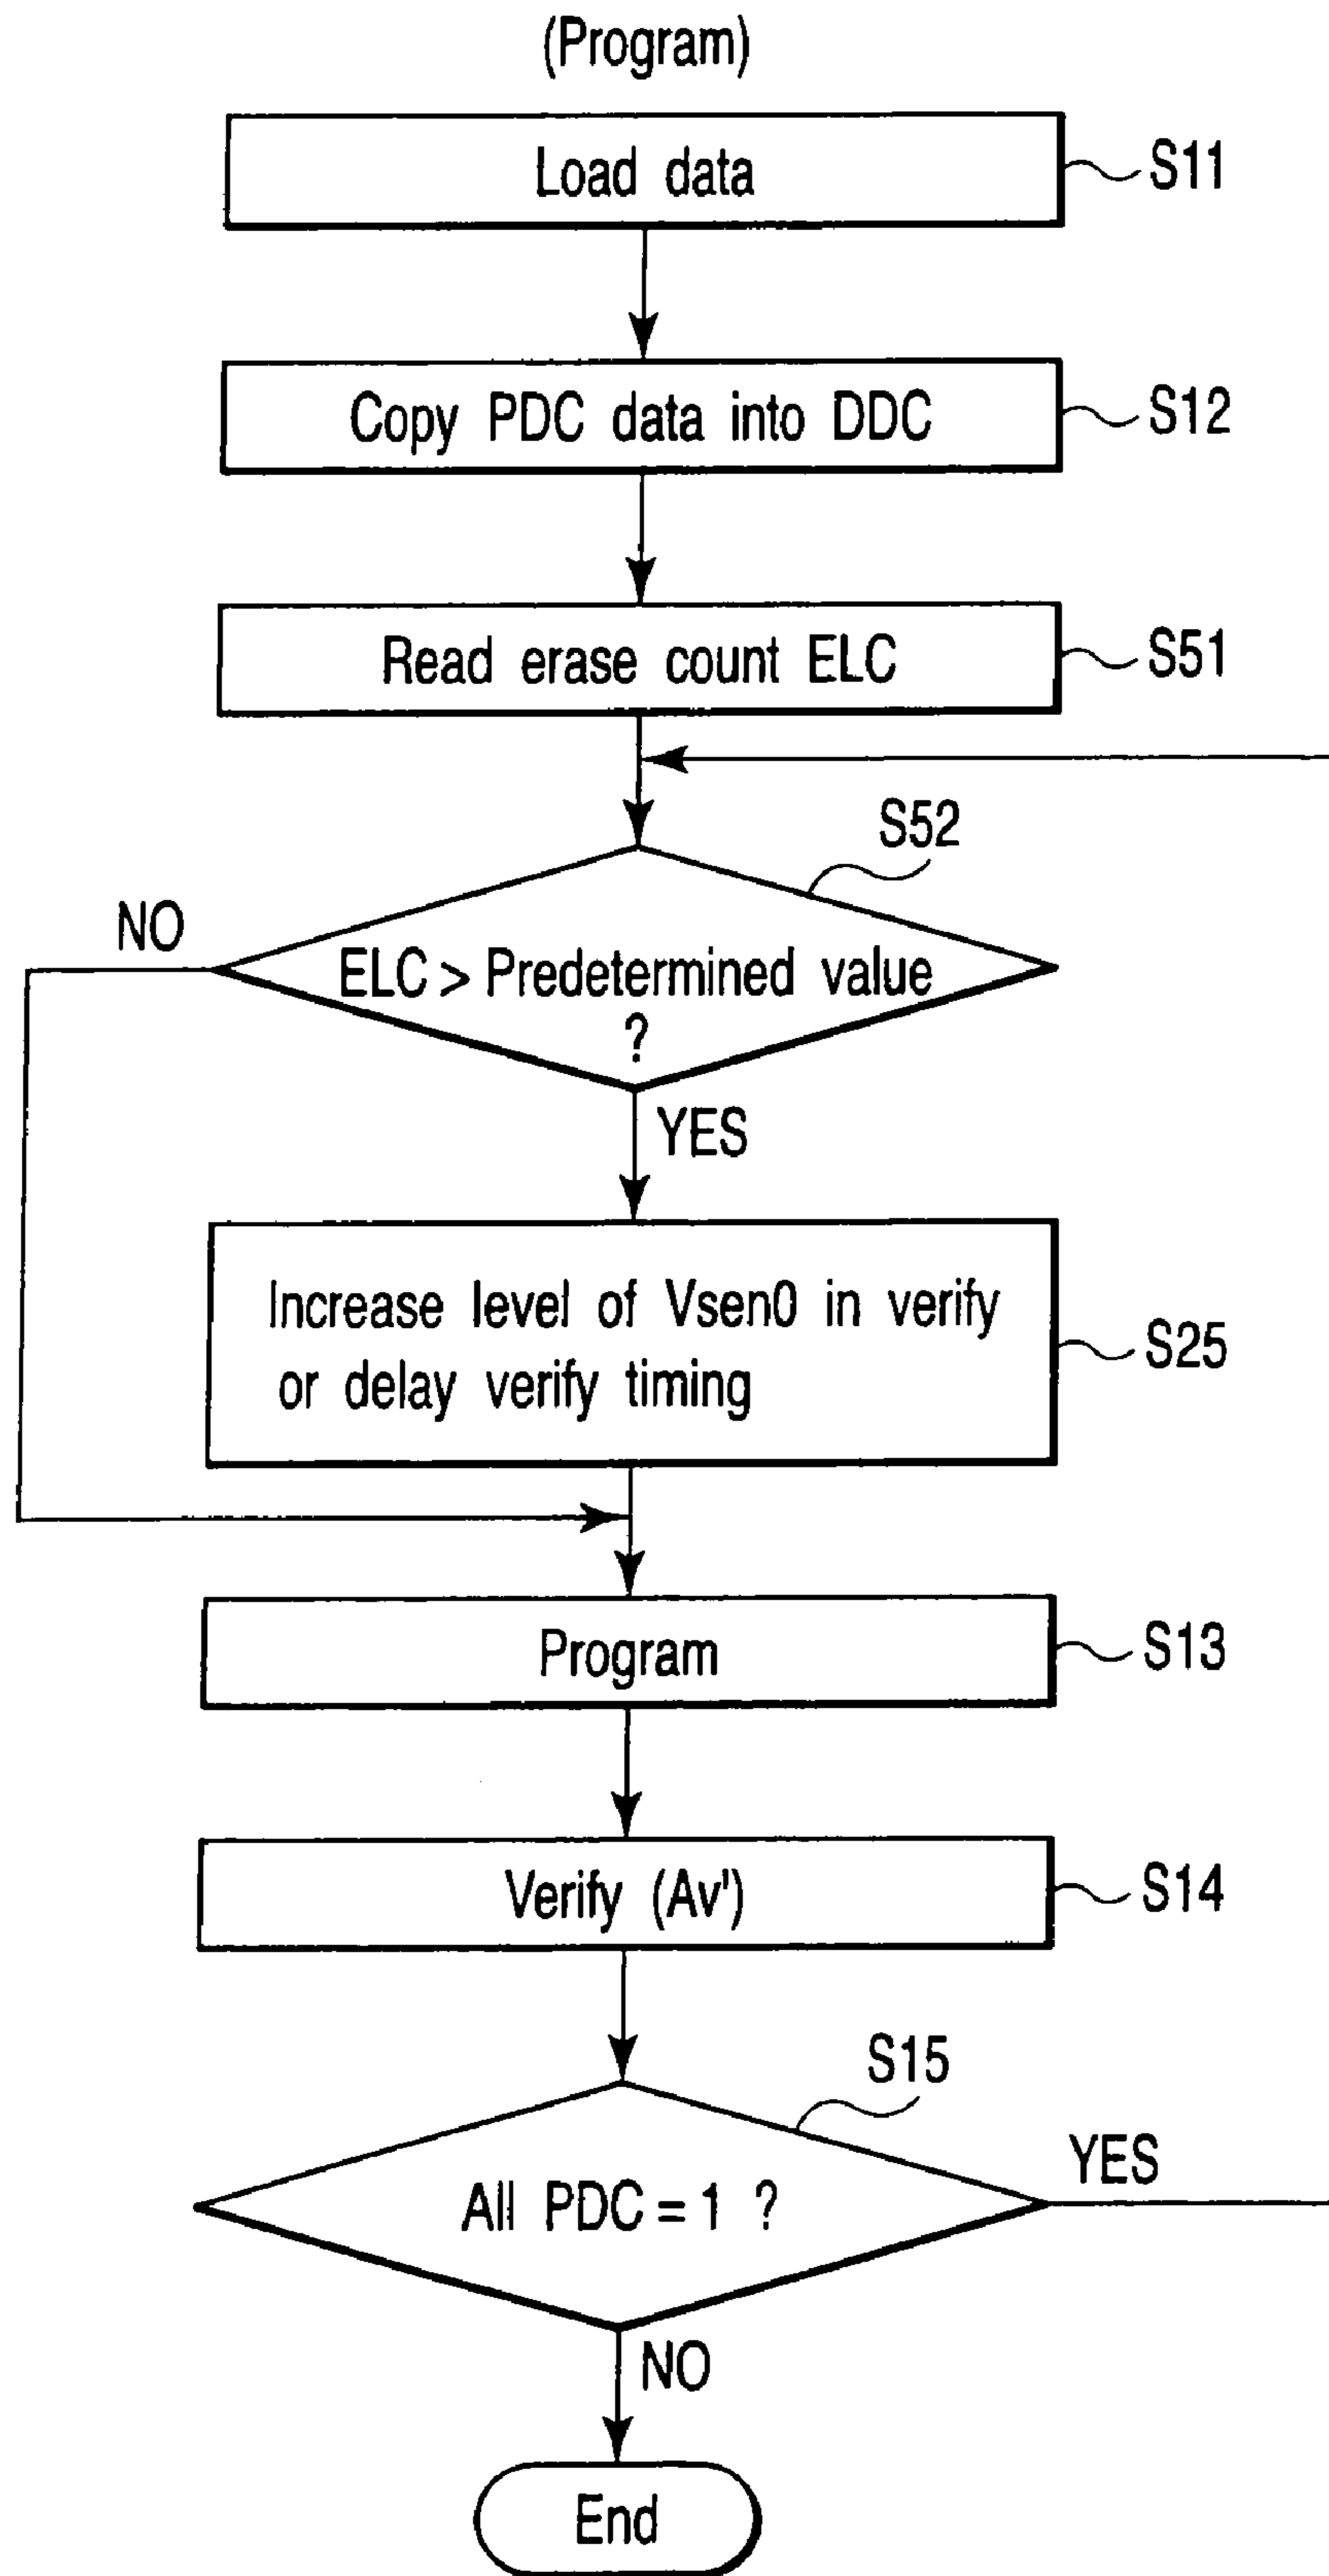 (Program)
Load data
S11
Copy PDC data into DDC
S12
Read erase count ELC
S51
S52
NO
ELC > Predetermined value
?
YES
Increase level of Vsen0 in verify
or delay verify timing
S25
Program
S13
Verify (Av')
S14
S15
All PDC = 1 ?
YES
NO
End